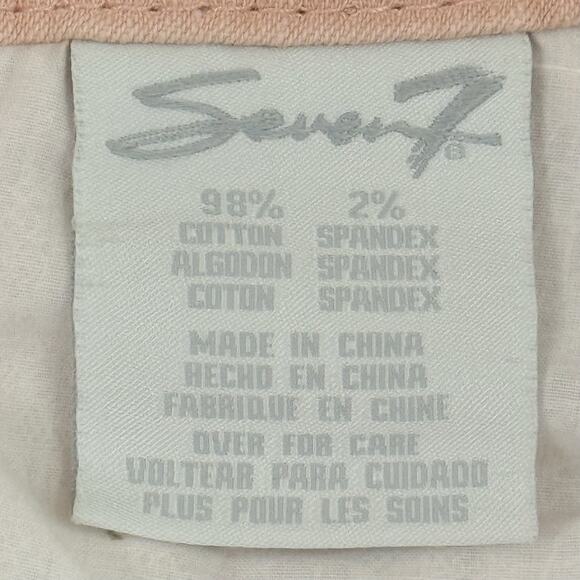 Seven7®
98% 2%
COTTON SPANDEX
ALGODON SPANDEX
COTON SPANDEX
MADE IN CHINA
HECHO EN CHINA
FABRIQUE EN CHINE
OVER FOR CARE
VOLTEAR PARA CUIDADO
PLUS POUR LES SOINS